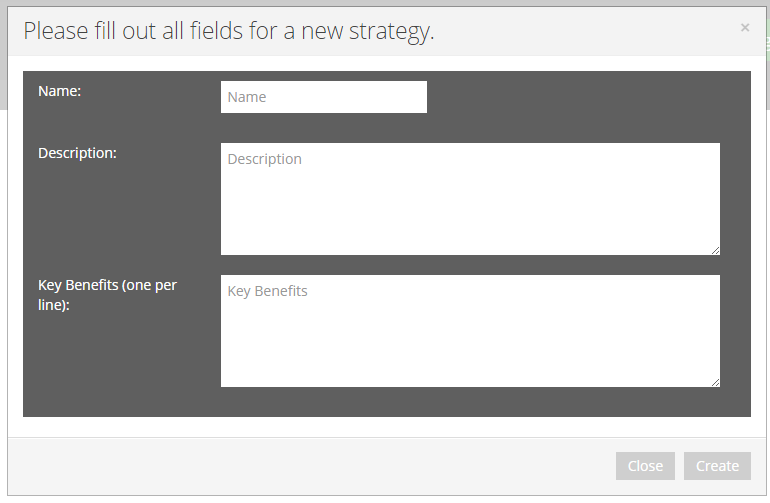 Please fill out all fields for a new strategy.
×
Name:
Name
Description:
Description
Key Benefits (one per
line):
Key Benefits
Close
Create